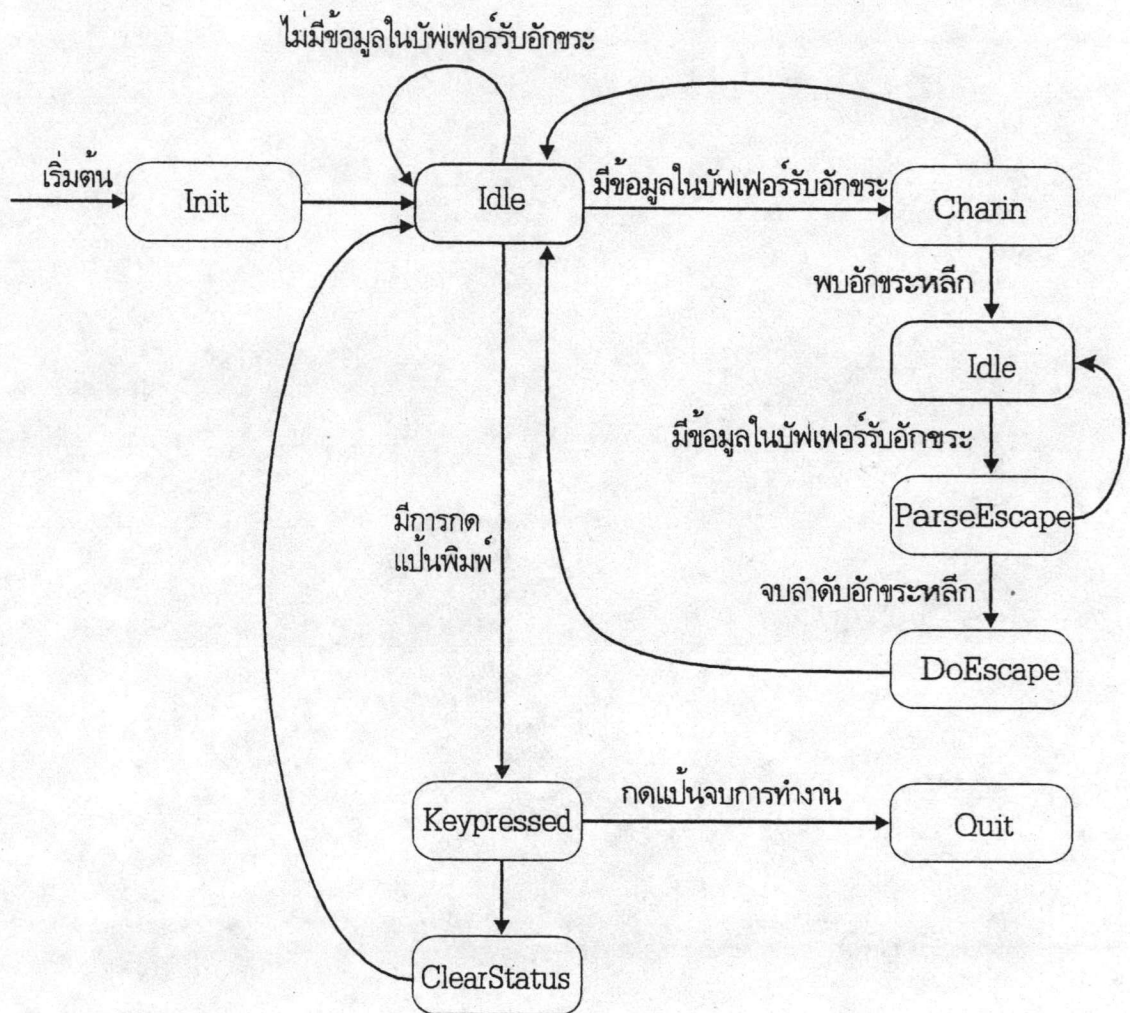 ไม่มีข้อมูลในบัฟเฟอร์รับอักขระ
เริ่มต้น
Init
Idle
มีข้อมูลในบัฟเฟอร์รับอักขระ
Charin
พบอักขระหลีก
Idle
มีข้อมูลในบัฟเฟอร์รับอักขระ
ParseEscape
มีการกด
แป้นพิมพ์
จบลำดับอักขระหลีก
DoEscape
Keypressed
กดแป้นจบการทำงาน
Quit
ClearStatus